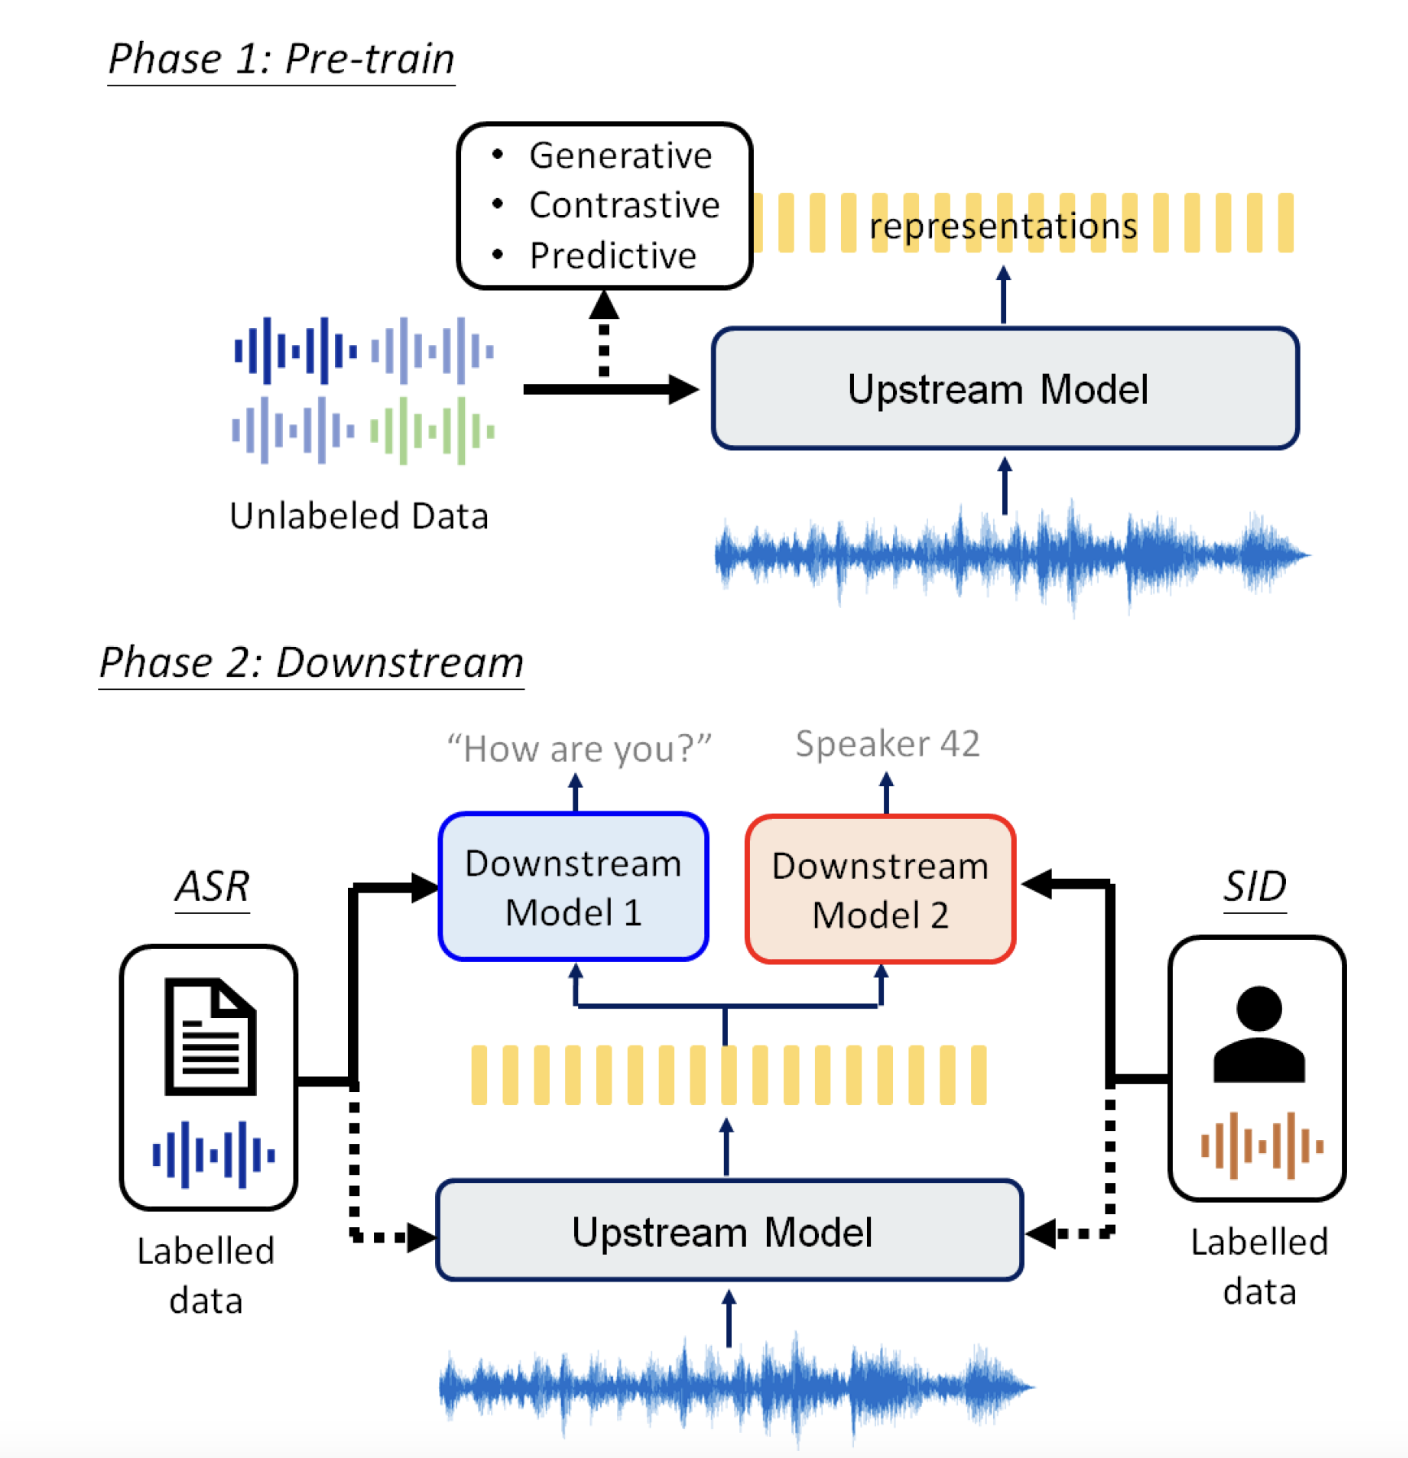 Phase 1: Pre-train
• Generative
• Contrastive
• Predictive
representations
Upstream Model
Unlabeled Data
Phase 2: Downstream
“How are you?”
Speaker 42
Downstream
Model 1
Downstream
Model 2
ASR
SID
Upstream Model
Labelled
data
Labelled
data